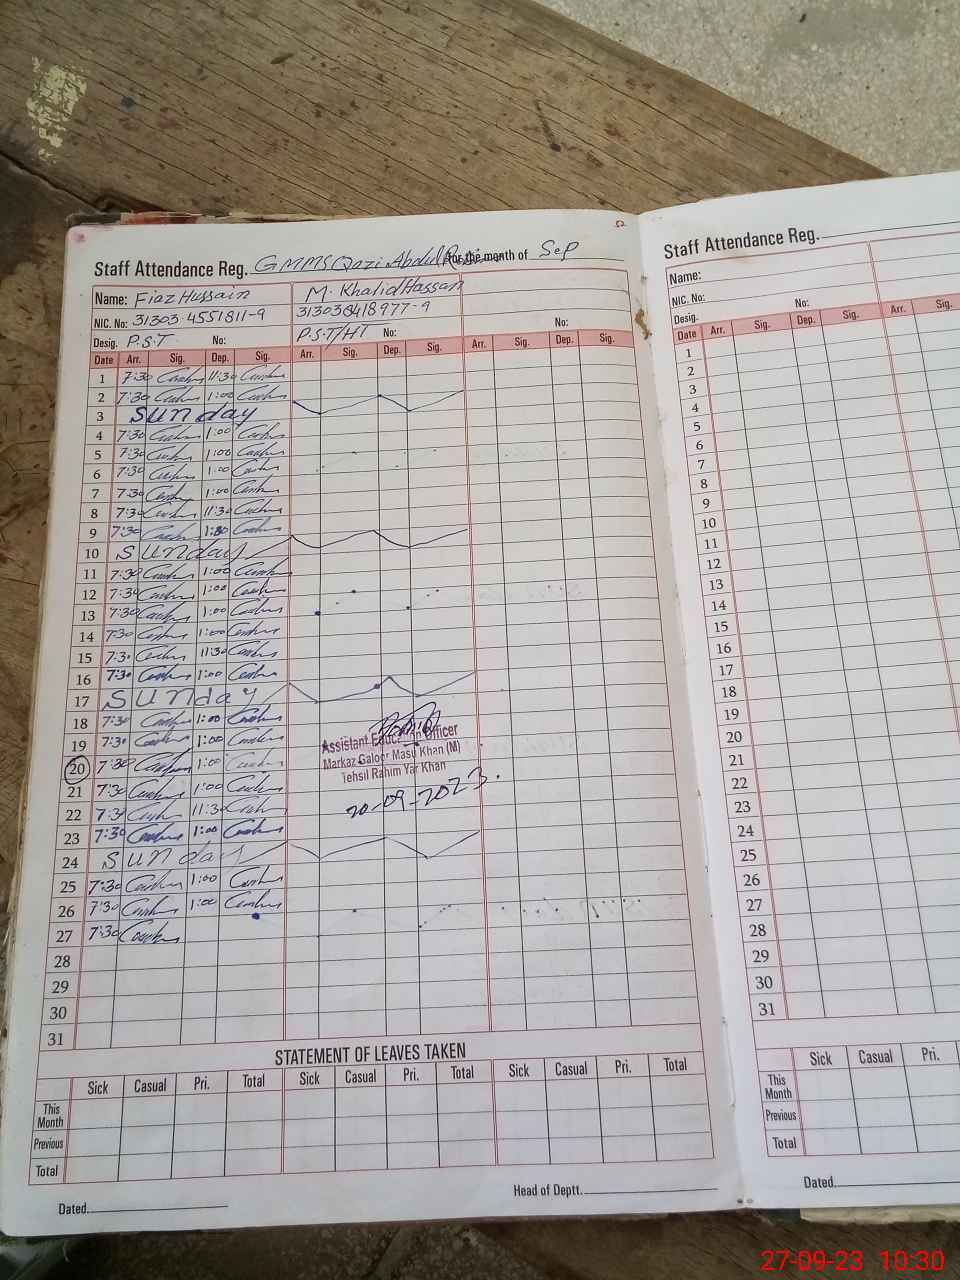 Staff Attendance Reg. GMMS Qazi Abdul For the month of Sep
Name: Fiaz Hussain M. Khalid Hassan
NIC. No: 31303-4551811-9 313030418977-9
Desig. P.S.T No: P.S.T/HT No: No:
Date Arr. Sig. Dep. Sig. Arr. Sig. Dep. Sig. Arr. Sig. Dep. Sig.
1 7:30 11:30
2 7:30 1:00
3 Sunday
4 7:30 1:00
5 7:30 1:00
6 7:30 1:00
7 7:30 1:00
8 7:30 11:30
9 7:30
10 Sunday
11 7:30 1:00
12 7:30 1:00
13 7:30 1:00
14 7:30 1:00
15 7:30 11:30
16 7:30 1:00
17 Sunday
18 7:30 1:00
19 7:30 1:00
20 7:30 1:00
21 7:30 1:00
22 7:30 11:30
23 7:30 1:00
24 Sunday
25 7:30 1:00
26 7:30 1:00
27 7:30
28
29
30
31
Assistant Education Officer
Markaz Galoor Masu Khan (M)
Tehsil Rahim Yar Khan
20-09-2023.
STATEMENT OF LEAVES TAKEN
Sick Casual Pri. Total Sick Casual Pri. Total Sick Casual Pri. Total
This Month
Previous
Total
Dated. Head of Deptt.
Staff Attendance Reg.
Name:
NIC. No:
Desig. No:
Date Arr. Sig. Dep. Sig. Arr. Sig.
1
2
3
4
5
6
7
8
9
10
11
12
13
14
15
16
17
18
19
20
21
22
23
24
25
26
27
28
29
30
31
Sick Casual Pri.
This Month
Previous
Total
Dated.
27-09-23 10:30